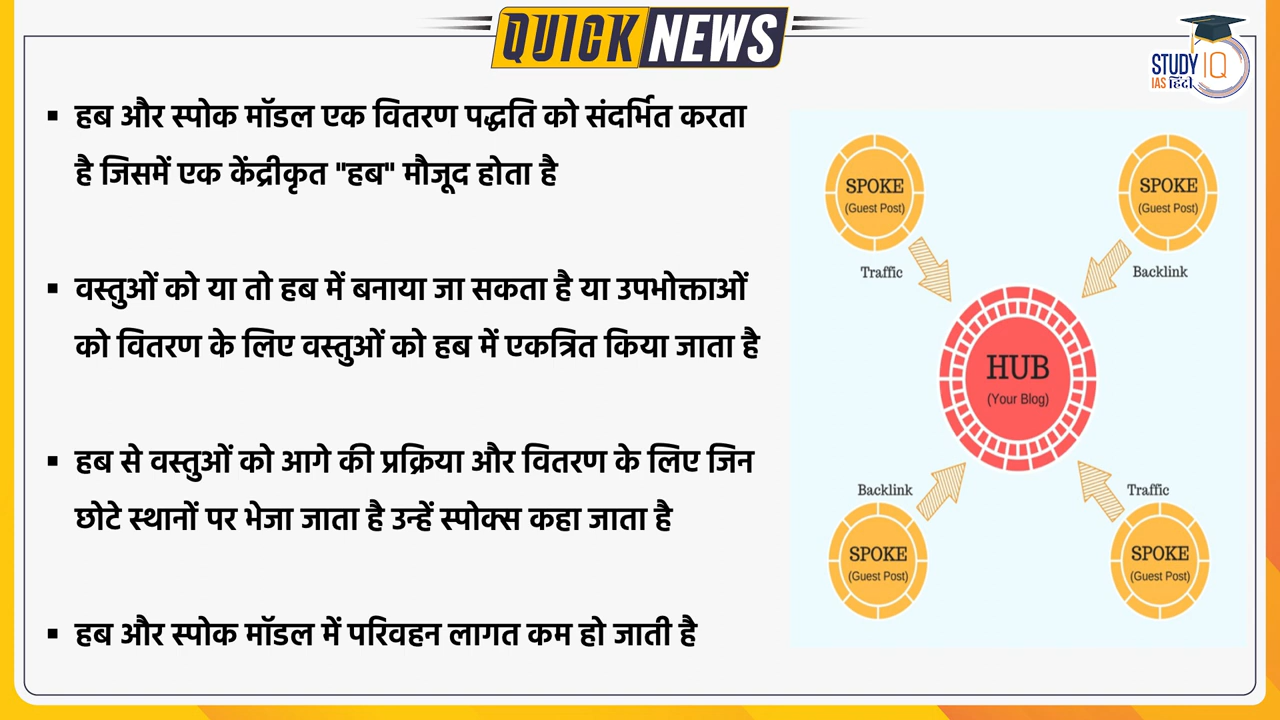 QUICK NEWS
STUDY IQ
IAS हिंदी
▪ हब और स्पोक मॉडल एक वितरण पद्धति को संदर्भित करता
है जिसमें एक केंद्रीकृत "हब" मौजूद होता है
▪ वस्तुओं को या तो हब में बनाया जा सकता है या उपभोक्ताओं
को वितरण के लिए वस्तुओं को हब में एकत्रित किया जाता है
▪ हब से वस्तुओं को आगे की प्रक्रिया और वितरण के लिए जिन
छोटे स्थानों पर भेजा जाता है उन्हें स्पोक्स कहा जाता है
▪ हब और स्पोक मॉडल में परिवहन लागत कम हो जाती है
SPOKE
(Guest Post)
Traffic
SPOKE
(Guest Post)
Backlink
HUB
(Your Blog)
Backlink
SPOKE
(Guest Post)
Traffic
SPOKE
(Guest Post)